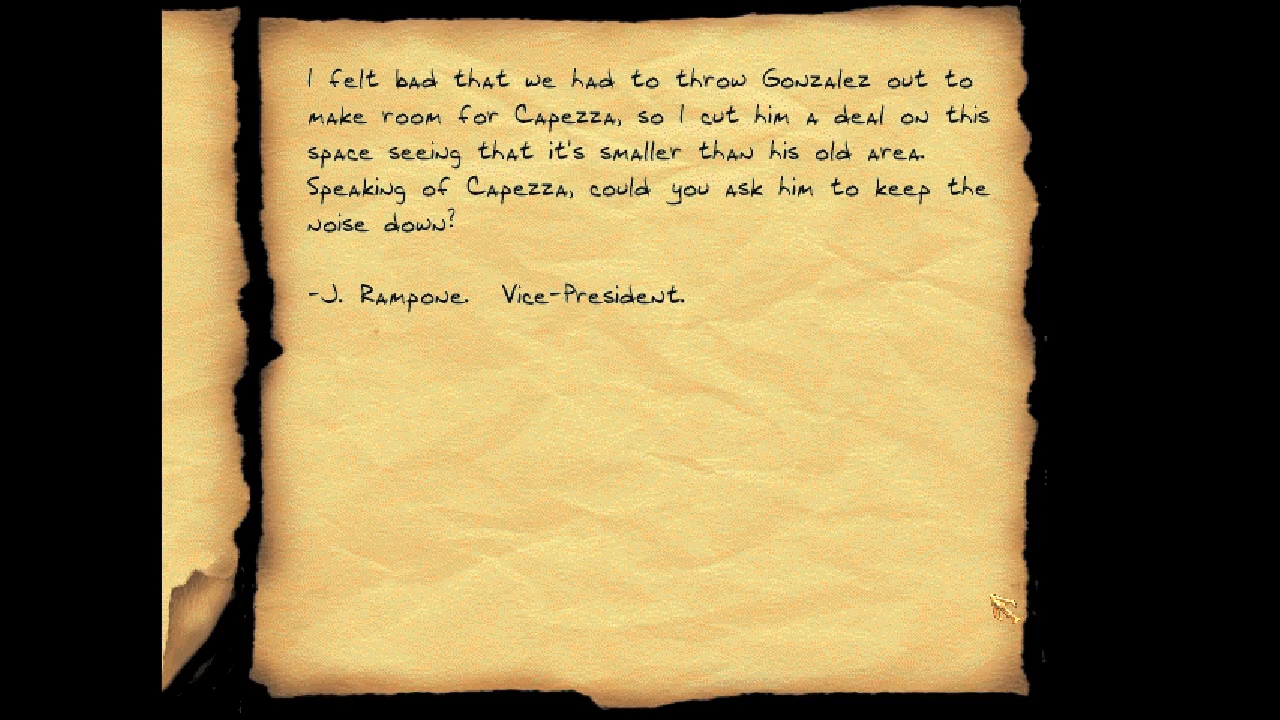 I felt bad that we had to throw Gonzalez out to
make room for Capezza, so I cut him a deal on this
space seeing that it's smaller than his old area.
Speaking of Capezza, could you ask him to keep the
noise down?
-J. Rampone. Vice-President.